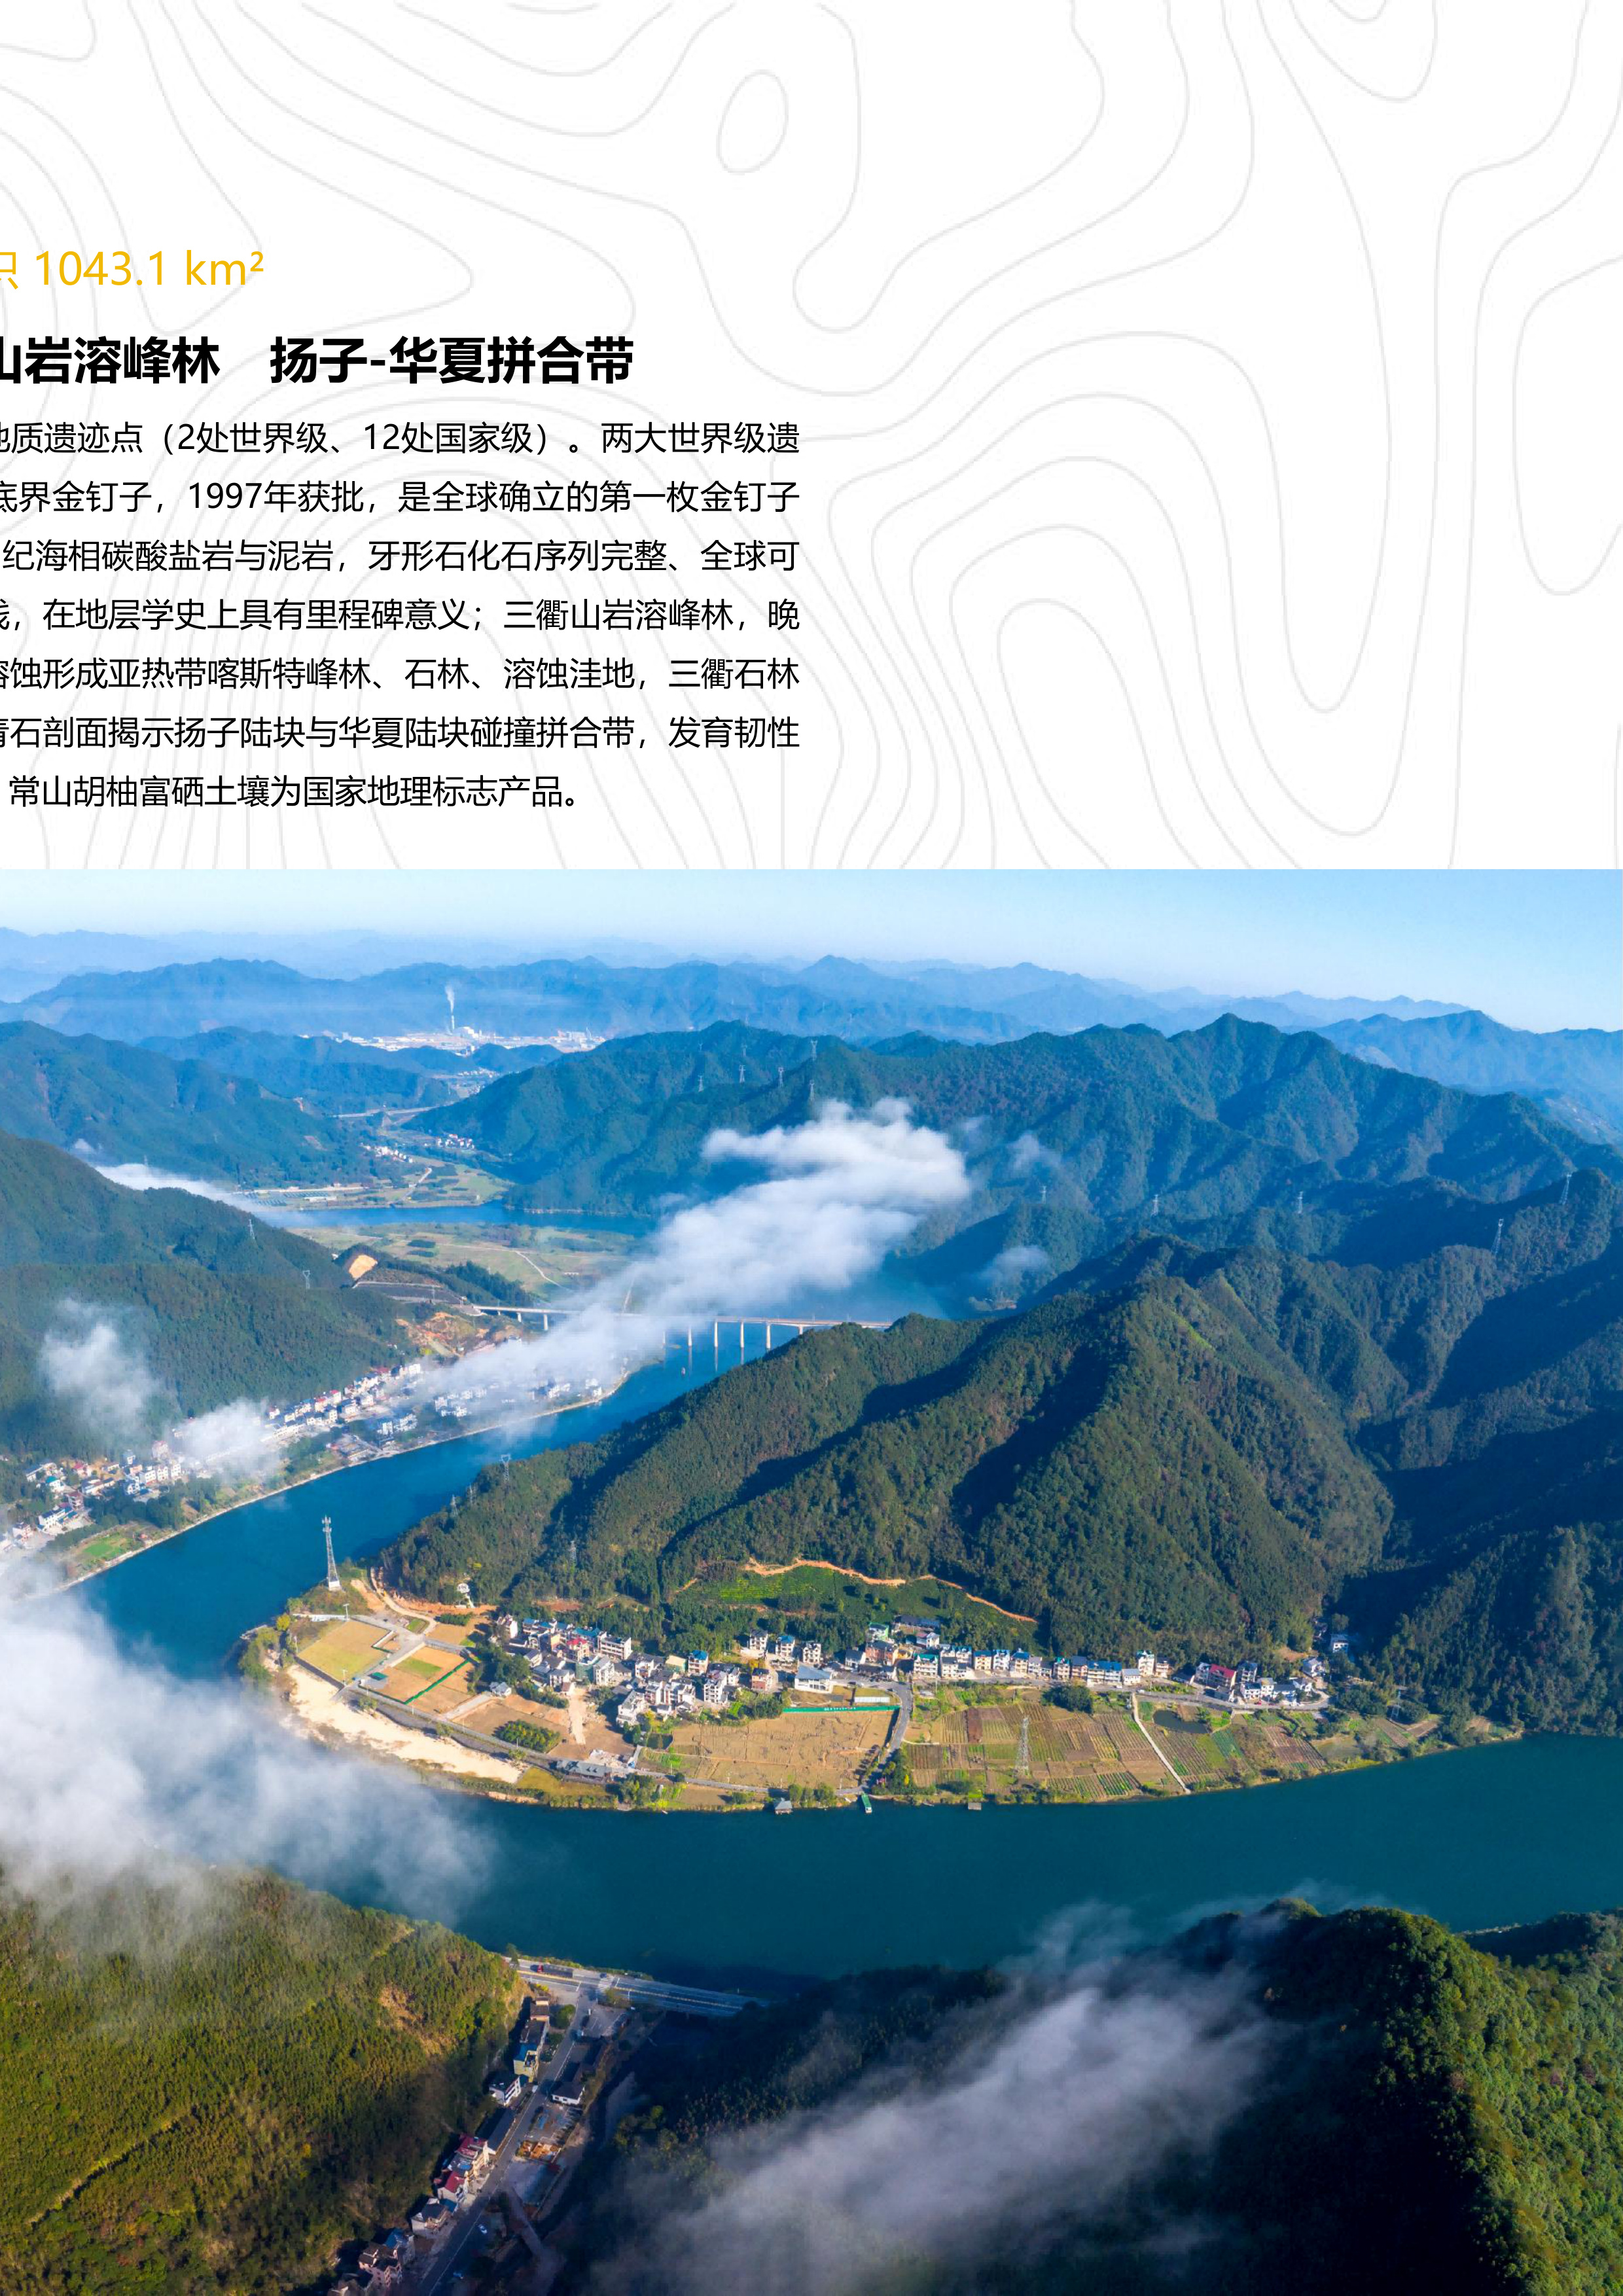 1043.1 km²
山岩溶峰林 扬子-华夏拼合带
地质遗迹点（2处世界级、12处国家级）。两大世界级遗
底界金钉子，1997年获批，是全球确立的第一枚金钉子
纪海相碳酸盐岩与泥岩，牙形石化石序列完整、全球可
，在地层学史上具有里程碑意义；三衢山岩溶峰林，晚
溶蚀形成亚热带喀斯特峰林、石林、溶蚀洼地，三衢石林
石剖面揭示扬子陆块与华夏陆块碰撞拼合带，发育韧性
常山胡柚富硒土壤为国家地理标志产品。